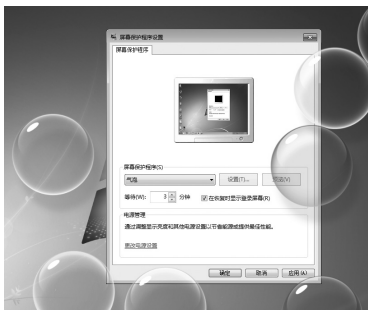 屏幕保护程序设置
屏幕保护程序
屏幕保护程序(S)
气泡 设置(T)... 预览(V)
等待(W): 3 分钟 在恢复时显示登录屏幕(R)
电源管理
通过调整显示亮度和其他电源设置以节省能源或提供最佳性能。
更改电源设置
确定 取消 应用(A)